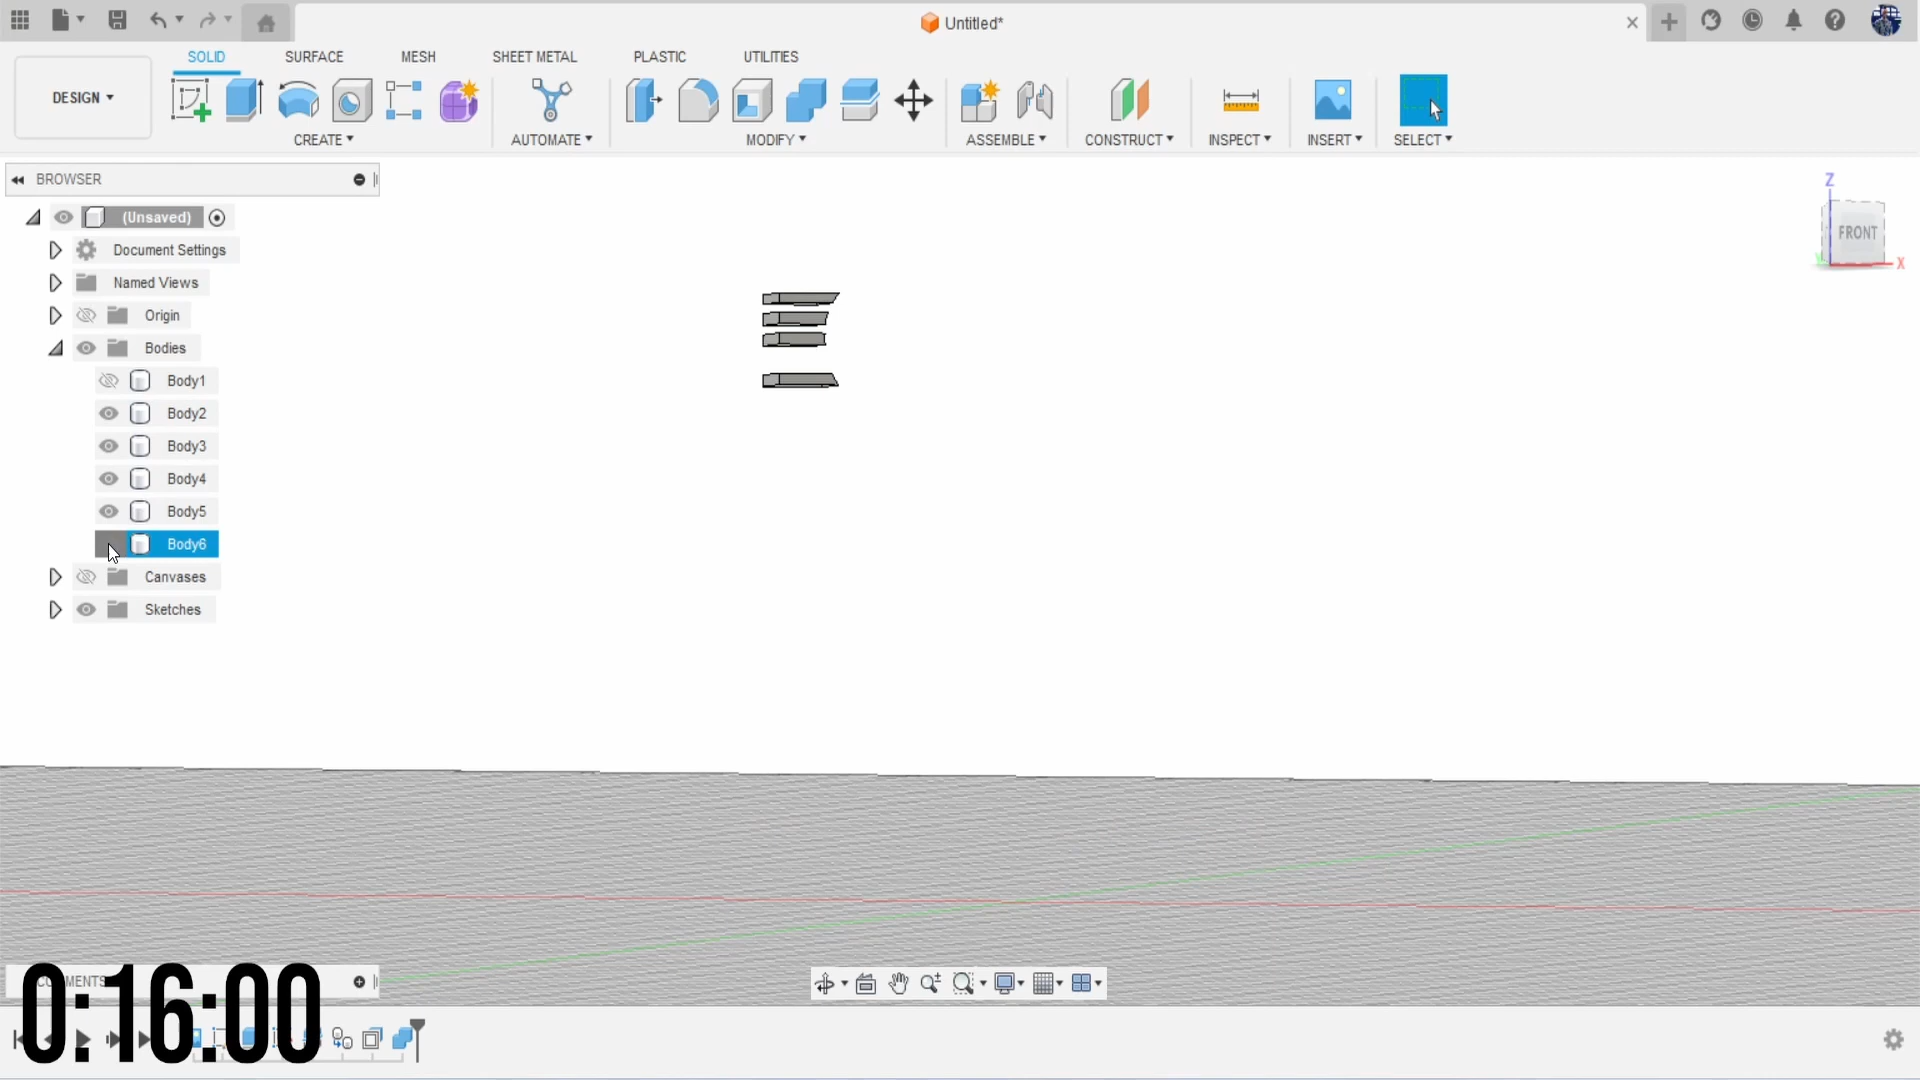 Untitled*
SOLID SURFACE MESH SHEET METAL PLASTIC UTILITIES
DESIGN
CREATE AUTOMATE MODIFY ASSEMBLE CONSTRUCT INSPECT INSERT SELECT
BROWSER
(Unsaved)
Document Settings
Named Views
Origin
Bodies
Body1
Body2
Body3
Body4
Body5
Body6
Canvases
Sketches
Z
FRONT
X
0:16:00